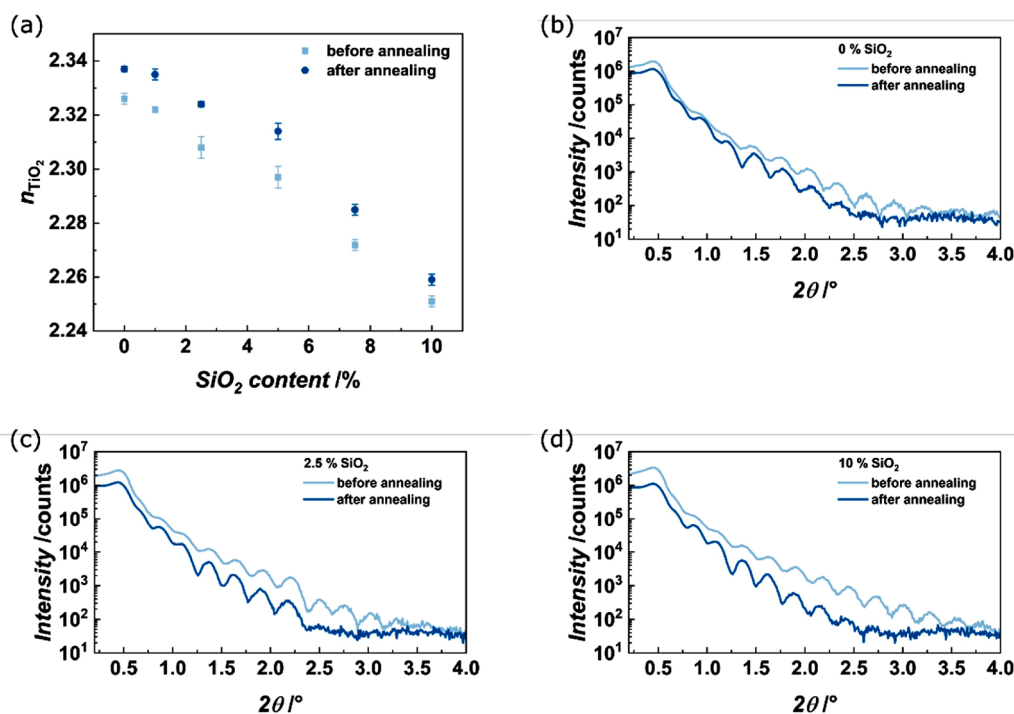 (a)
before annealing
after annealing
2.34
2.32
2.30
2.28
2.26
2.24
nTiO2
0 2 4 6 8 10
SiO2 content /%
(b)
0 % SiO2
before annealing
after annealing
10^7
10^6
10^5
10^4
10^3
10^2
10^1
Intensity /counts
0.5 1.0 1.5 2.0 2.5 3.0 3.5 4.0
2θ /°
(c)
2.5 % SiO2
before annealing
after annealing
10^7
10^6
10^5
10^4
10^3
10^2
10^1
Intensity /counts
0.5 1.0 1.5 2.0 2.5 3.0 3.5 4.0
2θ /°
(d)
10 % SiO2
before annealing
after annealing
10^7
10^6
10^5
10^4
10^3
10^2
10^1
Intensity /counts
0.5 1.0 1.5 2.0 2.5 3.0 3.5 4.0
2θ /°